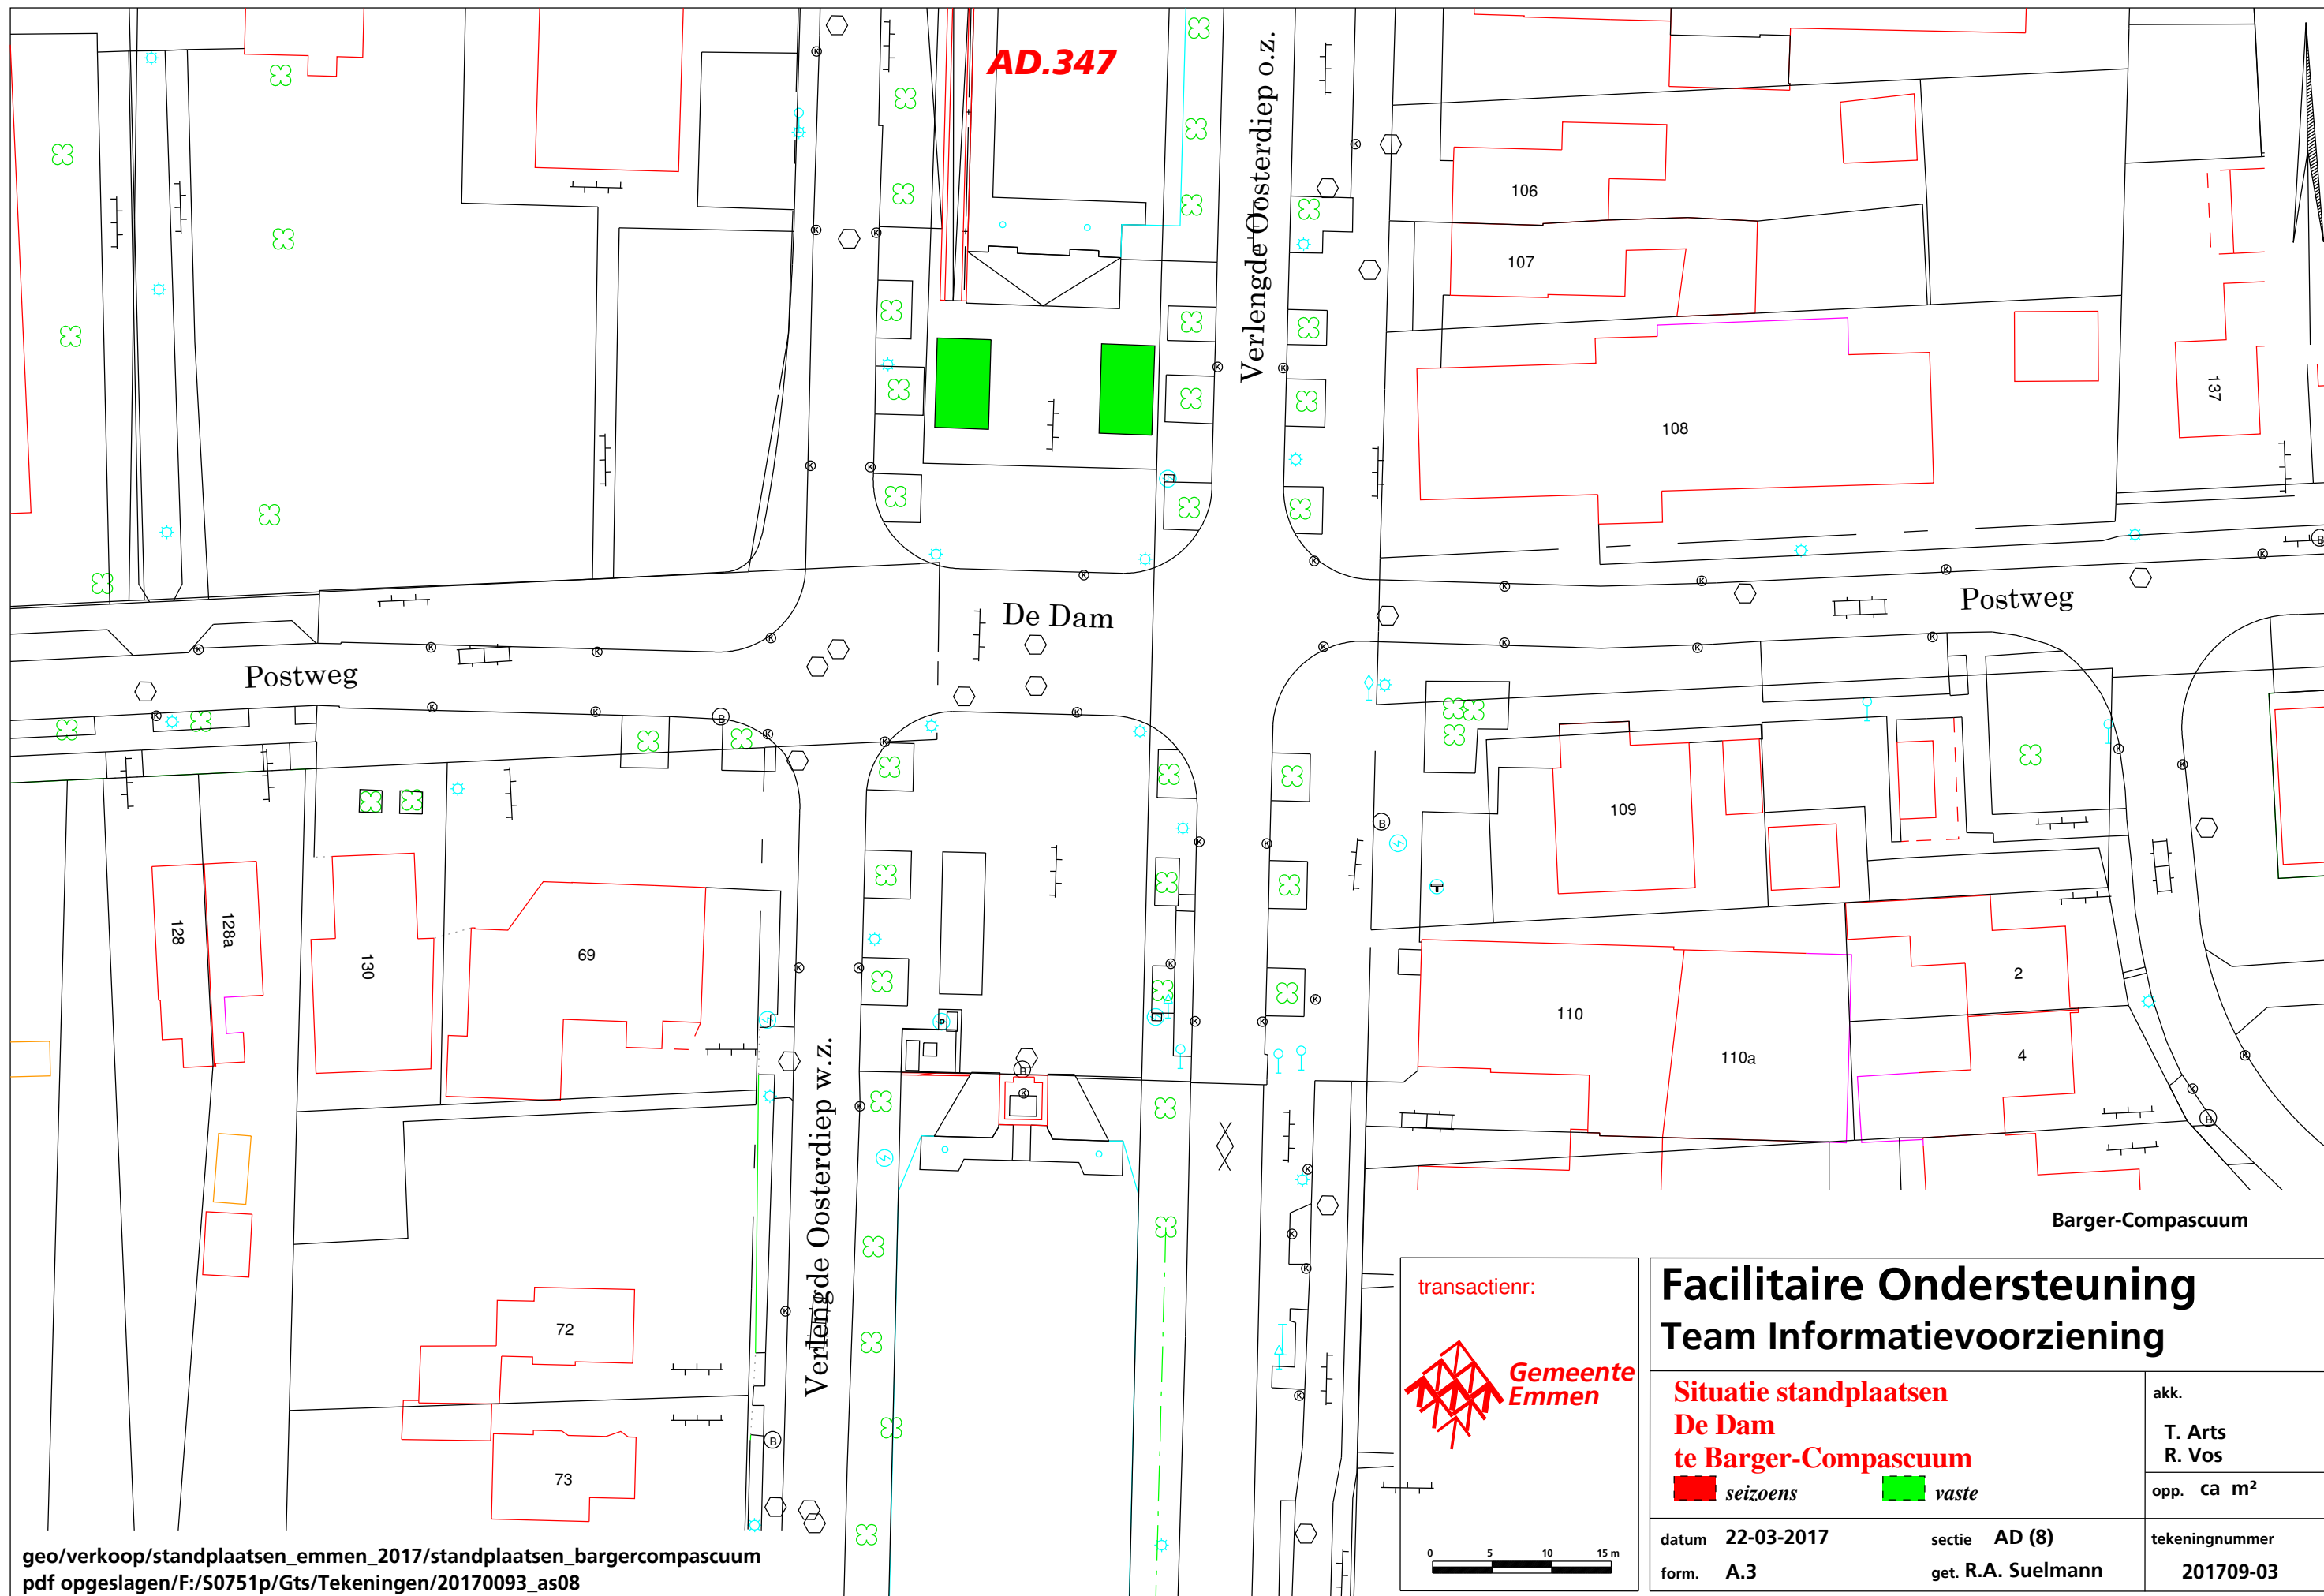 AD.347
Verlengde Oosterdiep o.z.
106
107
108
137
De Dam
Postweg
Postweg
109
128
128a
130
69
110
110a
2
4
Verlengde Oosterdiep w.z.
72
73
Barger-Compascuum
transactienr:
Gemeente
Emmen
0 5 10 15 m
Facilitaire Ondersteuning
Team Informatievoorziening
Situatie standplaatsen
De Dam
te Barger-Compascuum
seizoens vaste
akk.
T. Arts
R. Vos
opp. ca m²
datum 22-03-2017 sectie AD (8)
form. A.3 get. R.A. Suelmann
tekeningnummer
201709-03
geo/verkoop/standplaatsen_emmen_2017/standplaatsen_bargercompascuum
pdf opgeslagen/F:/S0751p/Gts/Tekeningen/20170093_as08